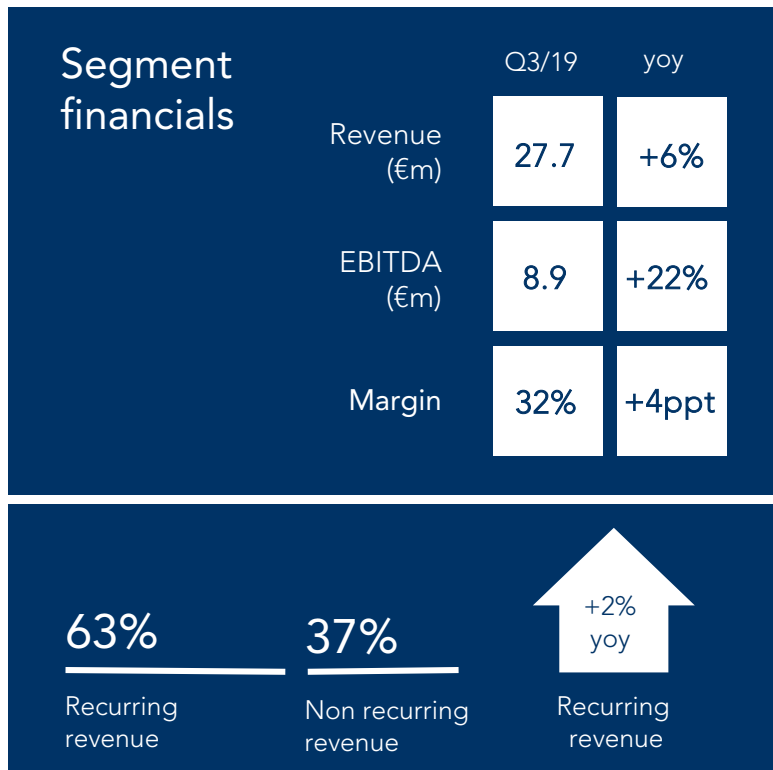 Segment
financials
Q3/19 yoy
Revenue
(€m)
27.7 +6%
EBITDA
(€m)
8.9 +22%
Margin 32% +4ppt
63%
Recurring
revenue
37%
Non recurring
revenue
+2%
yoy
Recurring
revenue